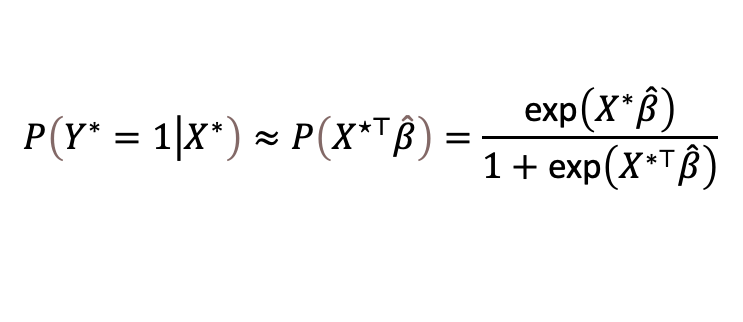 P(Y* = 1|X*) ≈ P(X⋆⊤β̂) = exp(X*β̂) / 1 + exp(X*⊤β̂)